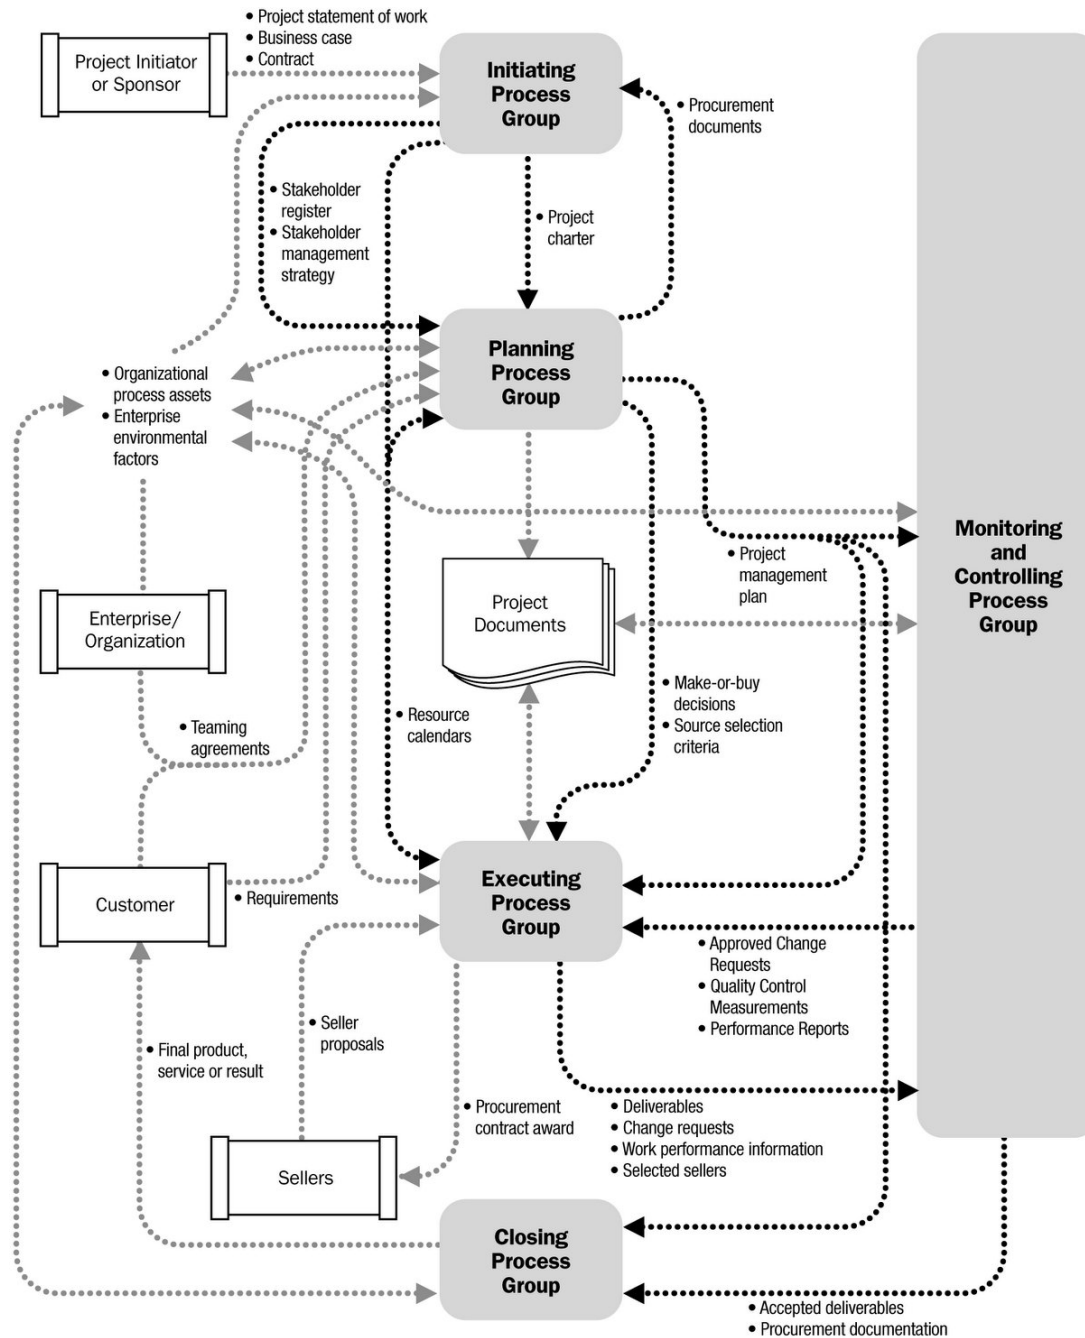 • Project statement of work
• Business case
• Contract
Project Initiator
or Sponsor
Initiating
Process
Group
• Procurement
documents
• Stakeholder
register
• Stakeholder
management
strategy
• Project
charter
Planning
Process
Group
• Organizational
process assets
• Enterprise
environmental
factors
Monitoring
and
Controlling
Process
Group
• Project
management
plan
Project
Documents
Enterprise/
Organization
• Make-or-buy
decisions
• Source selection
criteria
• Resource
calendars
• Teaming
agreements
Executing
Process
Group
Customer
• Requirements
• Approved Change
Requests
• Quality Control
Measurements
• Performance Reports
• Seller
proposals
• Final product,
service or result
• Procurement
contract award
• Deliverables
• Change requests
• Work performance information
• Selected sellers
Sellers
Closing
Process
Group
• Accepted deliverables
• Procurement documentation